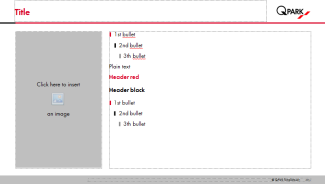 Title
Q PARK
Click here to insert
an image
1st bullet
2nd bullet
3th bullet
Plain text
Header red
Header black
1st bullet
2nd bullet
3th bullet